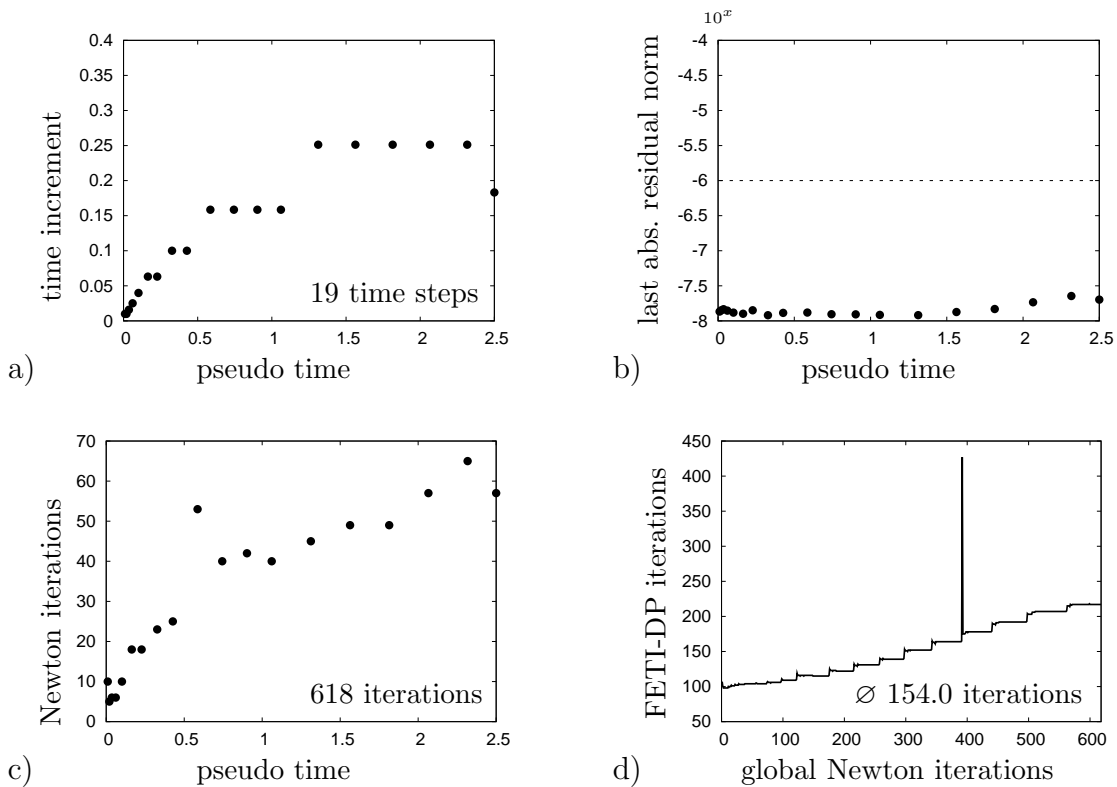 0.4
0.35
0.3
0.25
0.2
0.15
0.1
0.05
0
time increment
19 time steps
0 0.5 1 1.5 2 2.5
a) pseudo time
10^x
-4
-4.5
-5
-5.5
-6
-6.5
-7
-7.5
-8
last abs. residual norm
0 0.5 1 1.5 2 2.5
b) pseudo time
70
60
50
40
30
20
10
0
Newton iterations
618 iterations
0 0.5 1 1.5 2 2.5
c) pseudo time
450
400
350
300
250
200
150
100
50
FETI-DP iterations
∅ 154.0 iterations
0 100 200 300 400 500 600
d) global Newton iterations